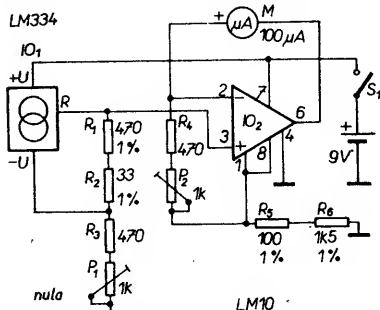 LM334
IO1
+U
R
-U
R1 470 1%
R2 33 1%
R3 470
P1 1k
nula
R4 470
P2 1k
+ μA M
100μA
2 -
3 +
IO2
7
6
4
1 8
R5 100 1%
R6 1k5 1%
LM10
S1
+
9V